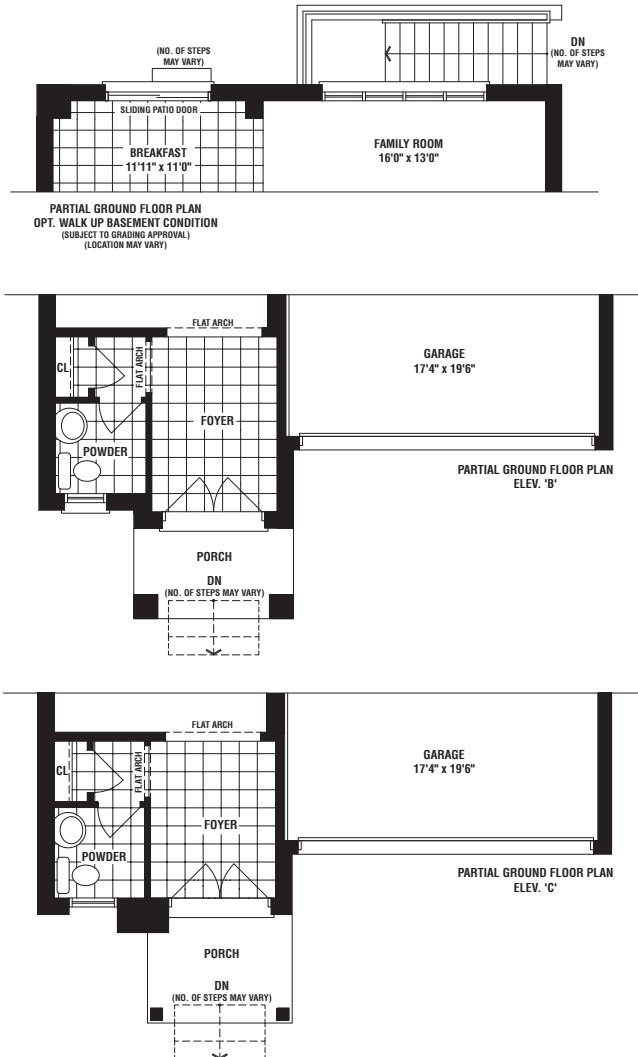 (NO. OF STEPS
MAY VARY)
DN
(NO. OF STEPS
MAY VARY)
SLIDING PATIO DOOR
BREAKFAST
11'11" x 11'0"
FAMILY ROOM
16'0" x 13'0"
PARTIAL GROUND FLOOR PLAN
OPT. WALK UP BASEMENT CONDITION
(SUBJECT TO GRADING APPROVAL)
(LOCATION MAY VARY)
FLAT ARCH
CL
FLAT ARCH
GARAGE
17'4" x 19'6"
FOYER
POWDER
PARTIAL GROUND FLOOR PLAN
ELEV. 'B'
PORCH
DN
(NO. OF STEPS MAY VARY)
FLAT ARCH
CL
FLAT ARCH
GARAGE
17'4" x 19'6"
FOYER
POWDER
PARTIAL GROUND FLOOR PLAN
ELEV. 'C'
PORCH
DN
(NO. OF STEPS MAY VARY)